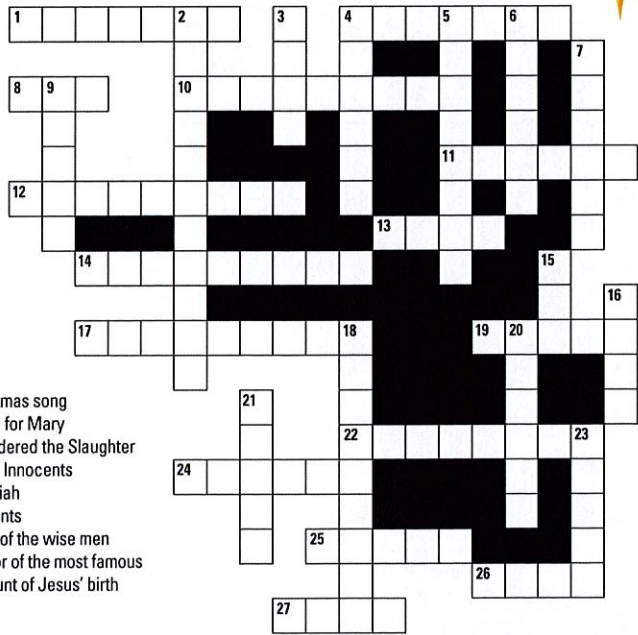 1 2 3 4 5 6
7
8 9 10
11
12
13
14 15
16
17 18 19 20
21
22 23
24
25
26
27
mas song
for Mary
dered the Slaughter
Innocents
iah
nts
of the wise men
or of the most famous
unt of Jesus' birth